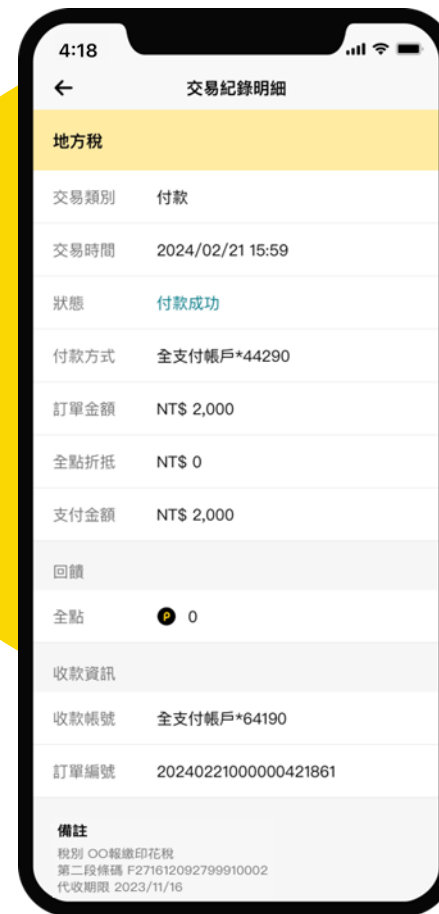 4:18
交易紀錄明細
地方稅
交易類別 付款
交易時間 2024/02/21 15:59
狀態 付款成功
付款方式 全支付帳戶*44290
訂單金額 NT$ 2,000
全點折抵 NT$ 0
支付金額 NT$ 2,000
回饋
全點 P 0
收款資訊
收款帳號 全支付帳戶*64190
訂單編號 20240221000000421861
備註
稅別 OO報繳印花稅
第二段條碼 F271612092799910002
代收期限 2023/11/16